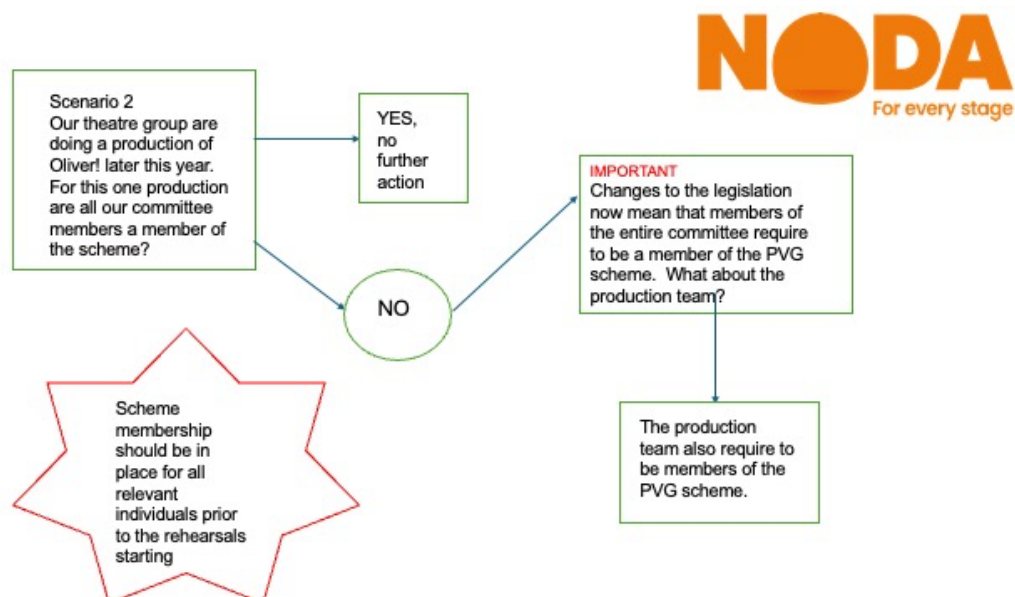 NODA
For every stage
Scenario 2
Our theatre group are
doing a production of
Oliver! later this year.
For this one production
are all our committee
members a member of
the scheme?
YES,
no
further
action
NO
IMPORTANT
Changes to the legislation
now mean that members of
the entire committee require
to be a member of the PVG
scheme.  What about the
production team?
The production
team also require to
be members of the
PVG scheme.
Scheme
membership
should be in
place for all
relevant
individuals prior
to the rehearsals
starting